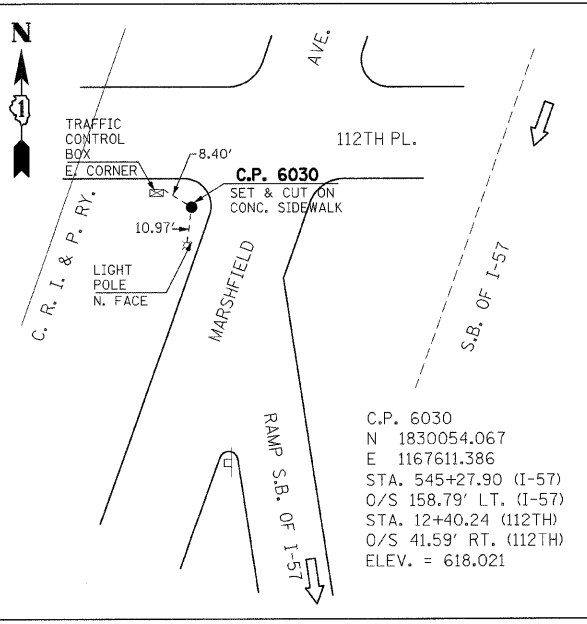 N
1
AVE.
TRAFFIC
CONTROL
BOX
E. CORNER
8.40'
112TH PL.
C.P. 6030
SET & CUT ON
CONC. SIDEWALK
10.97'
LIGHT
POLE
N. FACE
C. R. I. & P. RY.
MARSHFIELD
S.B. OF I-57
RAMP S.B. OF I-57
C.P. 6030
N 1830054.067
E 1167611.386
STA. 545+27.90 (I-57)
O/S 158.79' LT. (I-57)
STA. 12+40.24 (112TH)
O/S 41.59' RT. (112TH)
ELEV. = 618.021